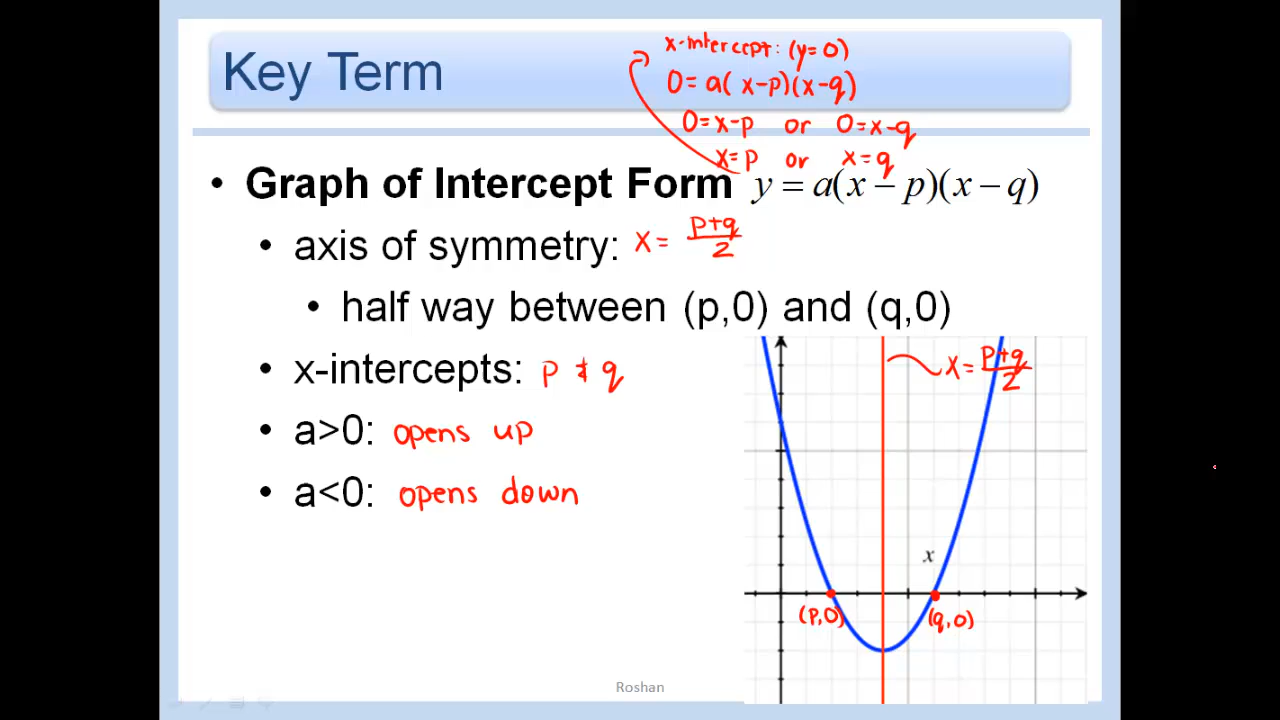 Key Term
x-intercept: (y=0)
0=a(x-p)(x-q)
0=x-p or 0=x-q
x=p or x=q
• Graph of Intercept Form y = a(x − p)(x − q)
• axis of symmetry: x = p+q/2
• half way between (p,0) and (q,0)
• x-intercepts: p & q
• a>0: opens up
• a<0: opens down
x = p+q/2
x
(p,0)
(q,0)
Roshan